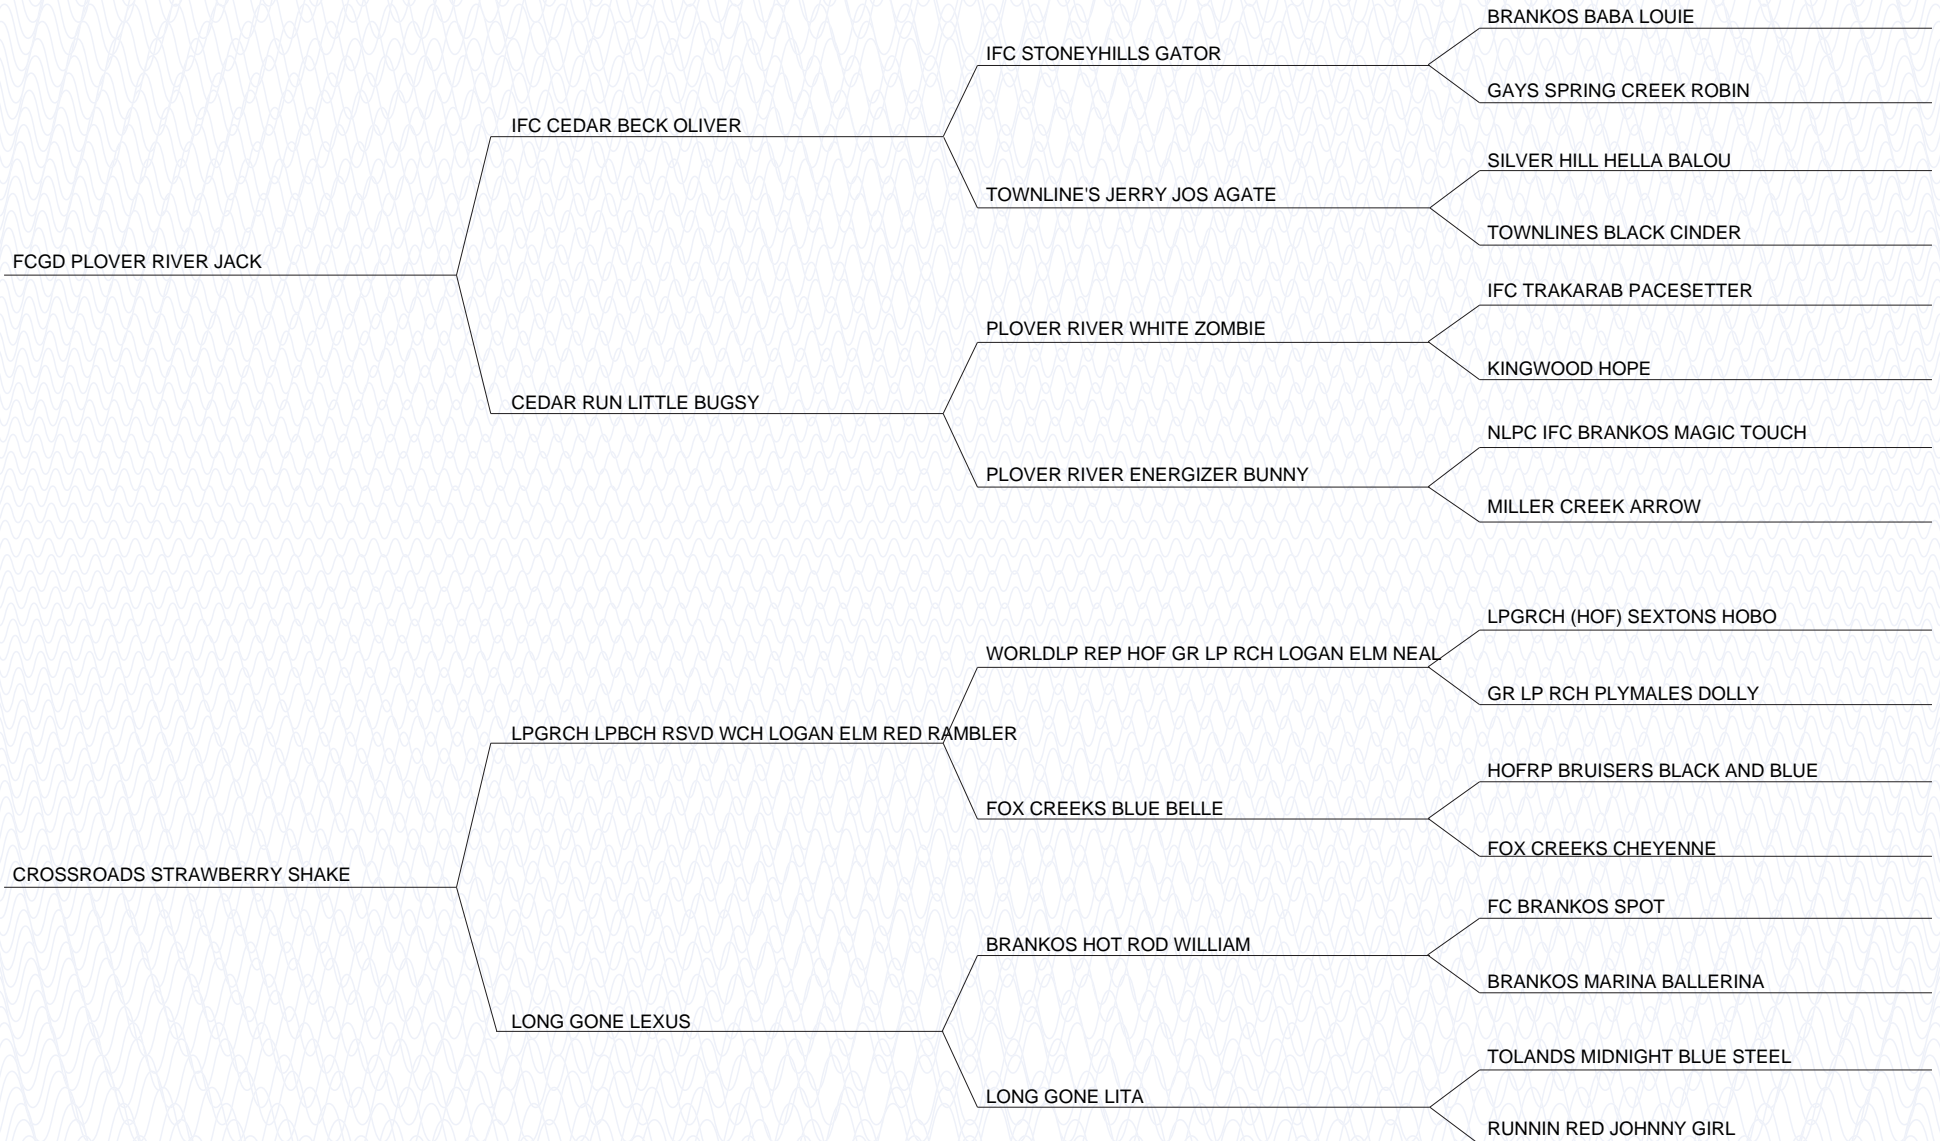 BRANKOS BABA LOUIE
IFC STONEYHILLS GATOR
GAYS SPRING CREEK ROBIN
IFC CEDAR BECK OLIVER
SILVER HILL HELLA BALOU
TOWNLINE'S JERRY JOS AGATE
TOWNLINES BLACK CINDER
FCGD PLOVER RIVER JACK
IFC TRAKARAB PACESETTER
PLOVER RIVER WHITE ZOMBIE
KINGWOOD HOPE
CEDAR RUN LITTLE BUGSY
NLPC IFC BRANKOS MAGIC TOUCH
PLOVER RIVER ENERGIZER BUNNY
MILLER CREEK ARROW
LPGRCH (HOF) SEXTONS HOBO
WORLDLP REP HOF GR LP RCH LOGAN ELM NEAL
GR LP RCH PLYMALES DOLLY
LPGRCH LPBCH RSVD WCH LOGAN ELM RED RAMBLER
HOFRP BRUISERS BLACK AND BLUE
FOX CREEKS BLUE BELLE
FOX CREEKS CHEYENNE
CROSSROADS STRAWBERRY SHAKE
FC BRANKOS SPOT
BRANKOS HOT ROD WILLIAM
BRANKOS MARINA BALLERINA
LONG GONE LEXUS
TOLANDS MIDNIGHT BLUE STEEL
LONG GONE LITA
RUNNIN RED JOHNNY GIRL